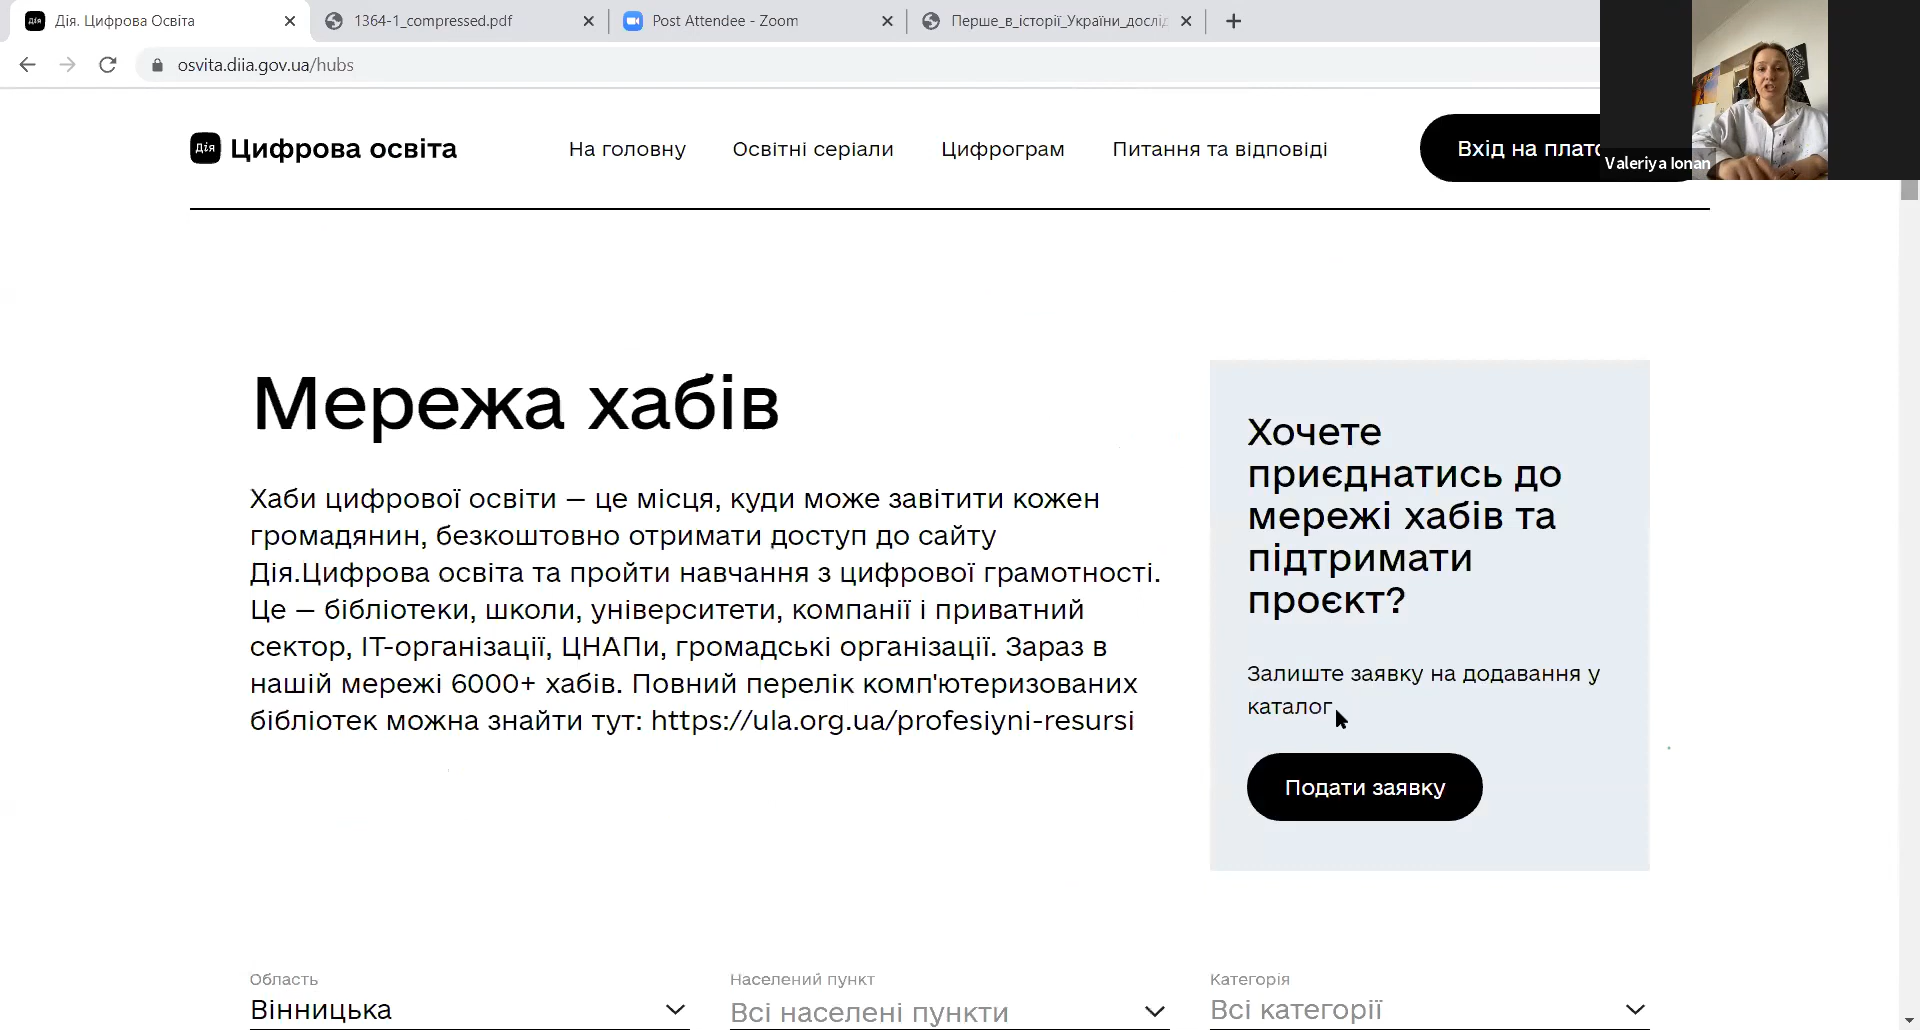 Дія. Цифрова Освіта
1364-1_compressed.pdf
Post Attendee - Zoom
Перше_в_історії_України_дослід
osvita.diia.gov.ua/hubs
Дія Цифрова освіта
На головну
Освітні серіали
Цифрограм
Питання та відповіді
Вхід на платс
Valeriya Ionan
Мережа хабів
Хаби цифрової освіти — це місця, куди може завітити кожен
громадянин, безкоштовно отримати доступ до сайту
Дія.Цифрова освіта та пройти навчання з цифрової грамотності.
Це — бібліотеки, школи, університети, компанії і приватний
сектор, ІТ-організації, ЦНАПи, громадські організації. Зараз в
нашій мережі 6000+ хабів. Повний перелік комп'ютеризованих
бібліотек можна знайти тут: https://ula.org.ua/profesiyni-resursi
Хочете
приєднатись до
мережі хабів та
підтримати
проєкт?
Залиште заявку на додавання у
каталог
Подати заявку
Область
Вінницька
Населений пункт
Всі населені пункти
Категорія
Всі категорії